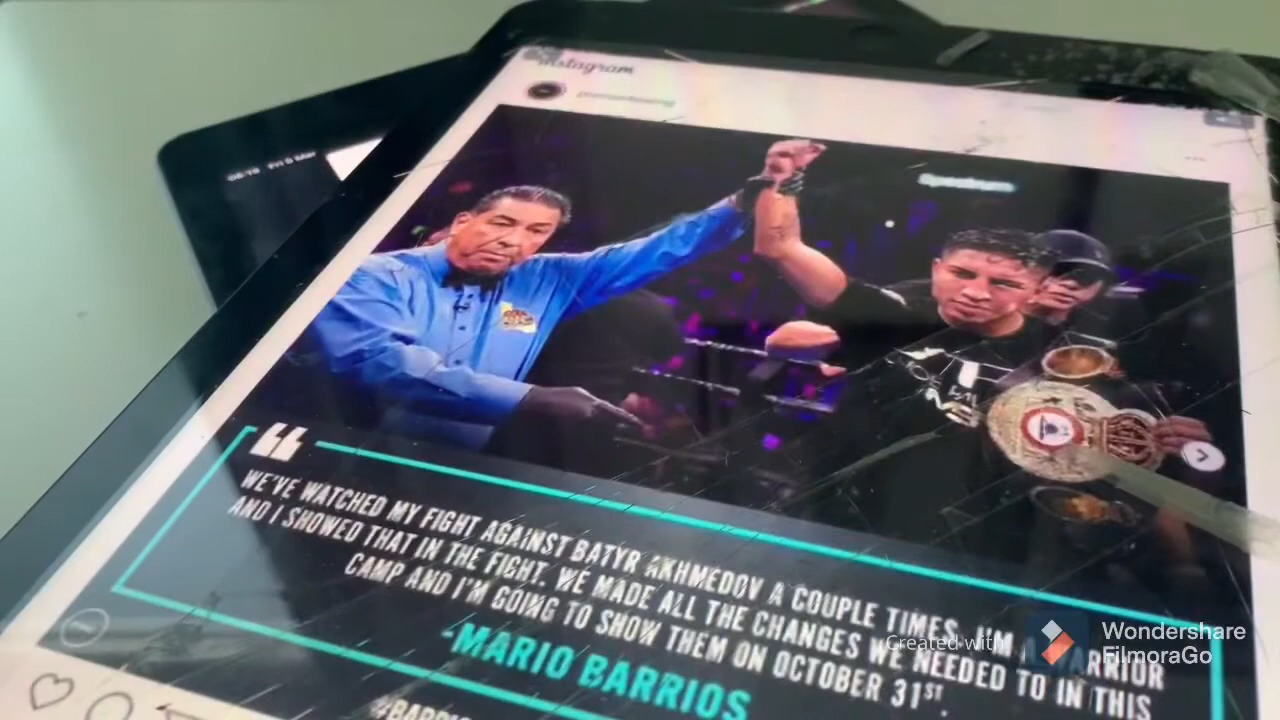 Instagram
Spectrum
WE'VE WATCHED MY FIGHT AGAINST BATYR AKHMEDOV A COUPLE TIMES. I'M A WARRIOR
AND I SHOWED THAT IN THE FIGHT. WE MADE ALL THE CHANGES WE NEEDED TO IN THIS
CAMP AND I'M GOING TO SHOW THEM ON OCTOBER 31ST.
-MARIO BARRIOS
Created with
Wondershare
FilmoraGo